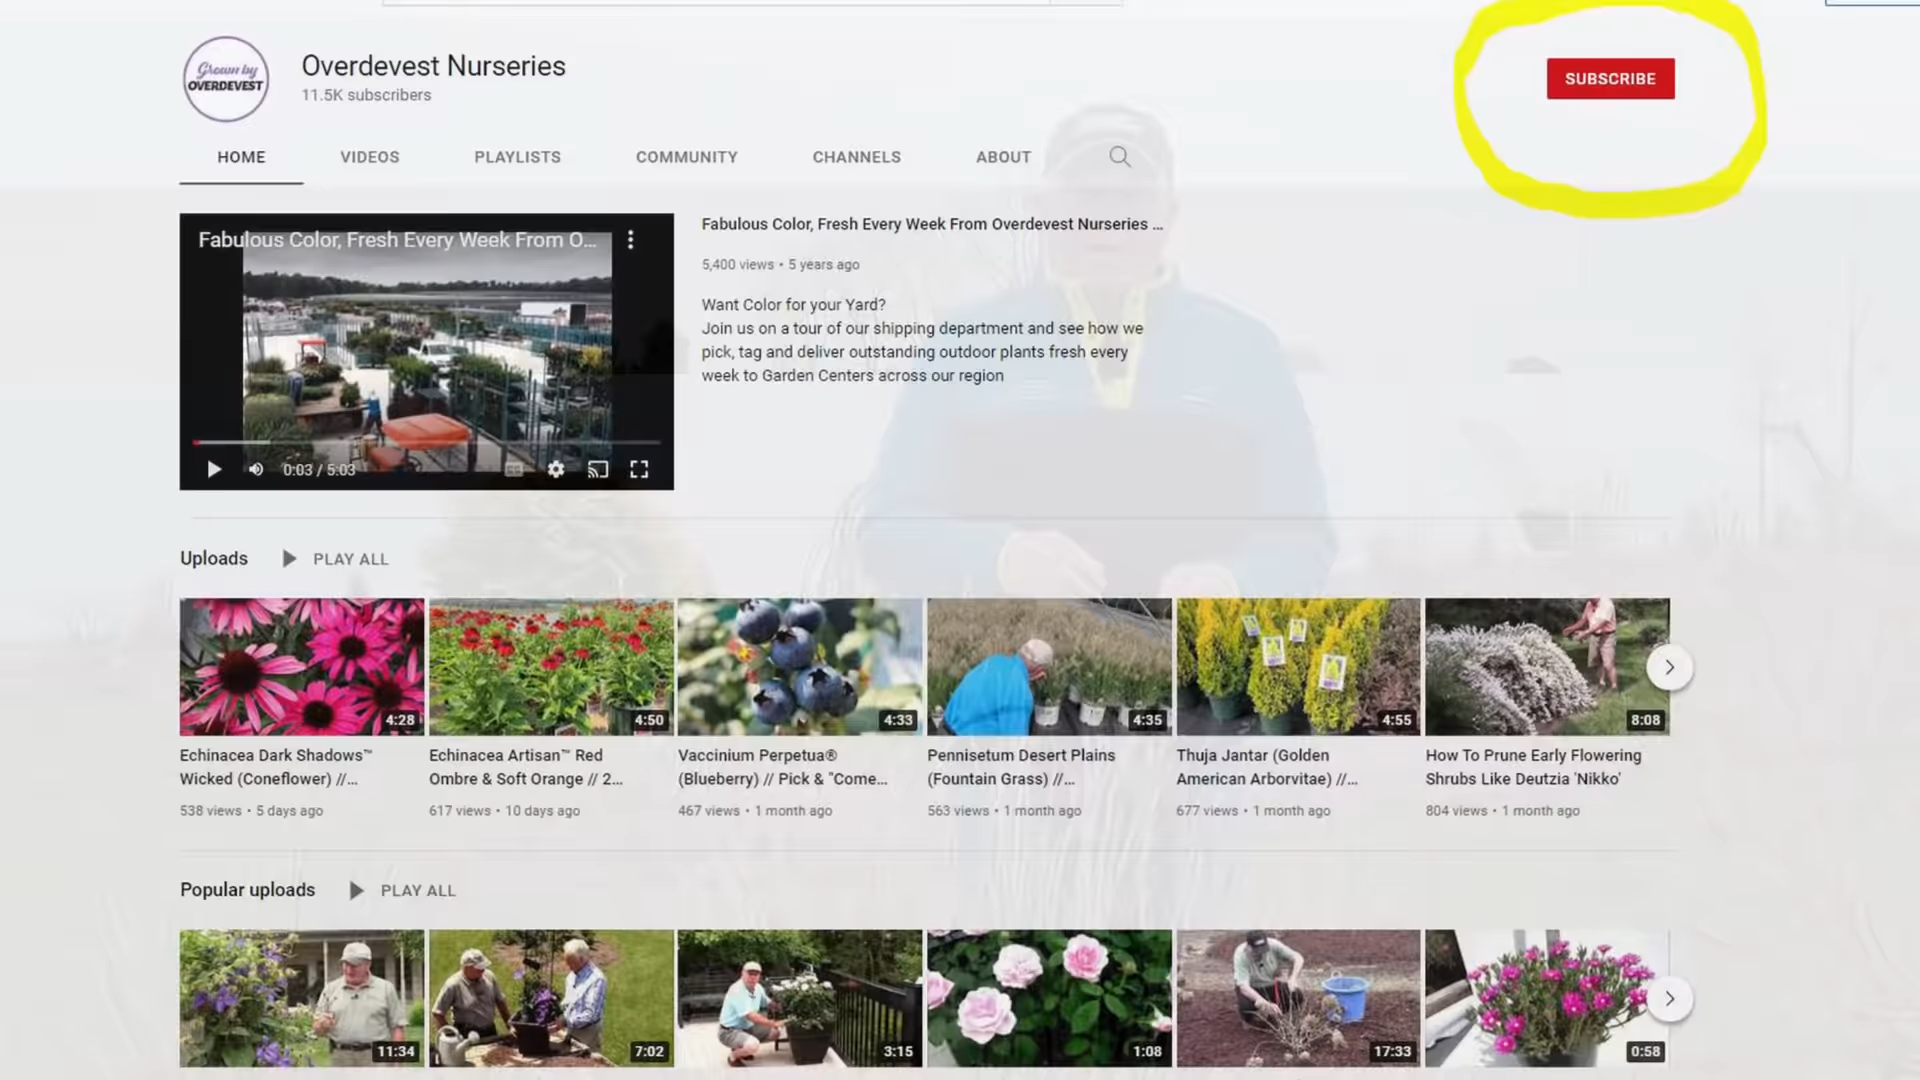 Grown by
OVERDEVEST
Overdevest Nurseries
11.5K subscribers
SUBSCRIBE
HOME
VIDEOS
PLAYLISTS
COMMUNITY
CHANNELS
ABOUT
Fabulous Color, Fresh Every Week From O...
0:03 / 5:03
Fabulous Color, Fresh Every Week From Overdevest Nurseries ...
5,400 views • 5 years ago
Want Color for your Yard?
Join us on a tour of our shipping department and see how we
pick, tag and deliver outstanding outdoor plants fresh every
week to Garden Centers across our region
Uploads
PLAY ALL
4:28
Echinacea Dark Shadows™
Wicked (Coneflower) //...
538 views • 5 days ago
4:50
Echinacea Artisan™ Red
Ombre & Soft Orange // 2...
617 views • 10 days ago
4:33
Vaccinium Perpetua®
(Blueberry) // Pick & "Come...
467 views • 1 month ago
4:35
Pennisetum Desert Plains
(Fountain Grass) //...
563 views • 1 month ago
4:55
Thuja Jantar (Golden
American Arborvitae) //...
677 views • 1 month ago
8:08
How To Prune Early Flowering
Shrubs Like Deutzia 'Nikko'
804 views • 1 month ago
Popular uploads
PLAY ALL
11:34
7:02
3:15
1:08
17:33
0:58